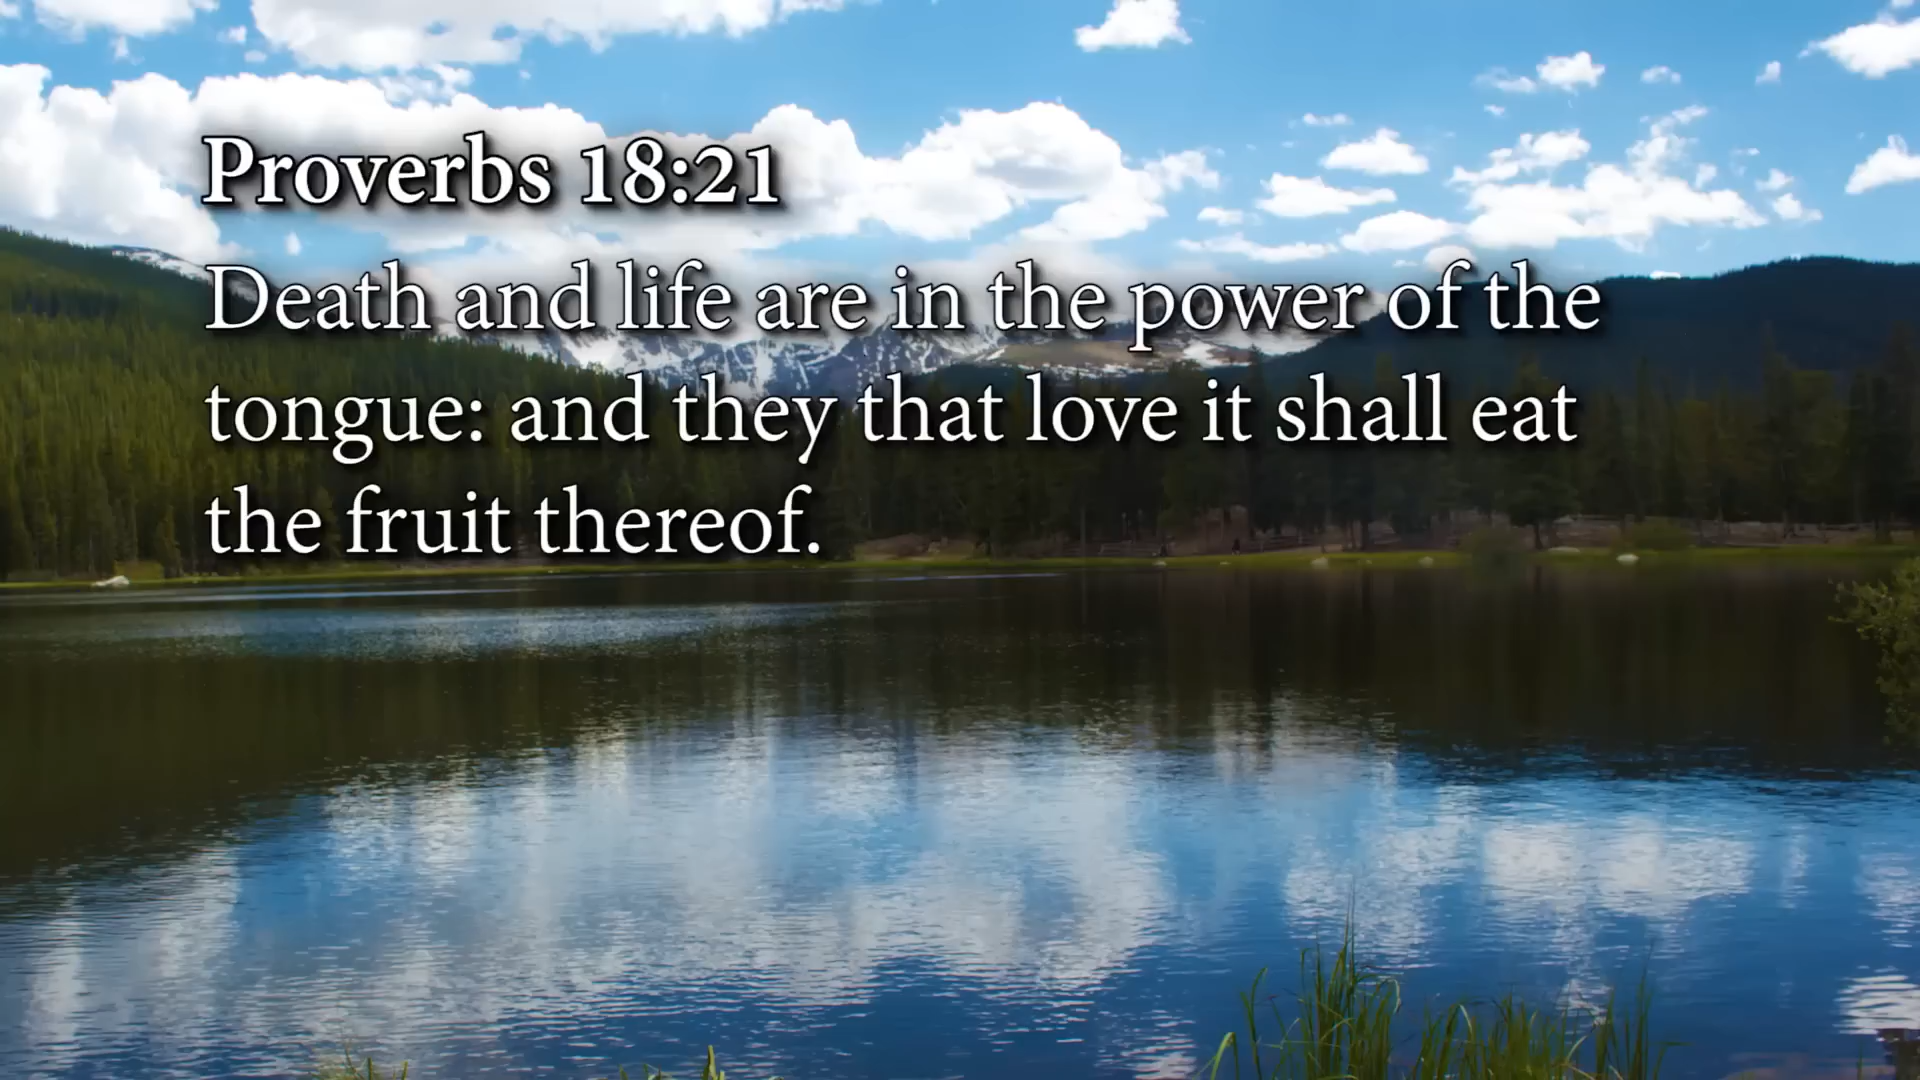 Proverbs 18:21
Death and life are in the power of the
tongue: and they that love it shall eat
the fruit thereof.